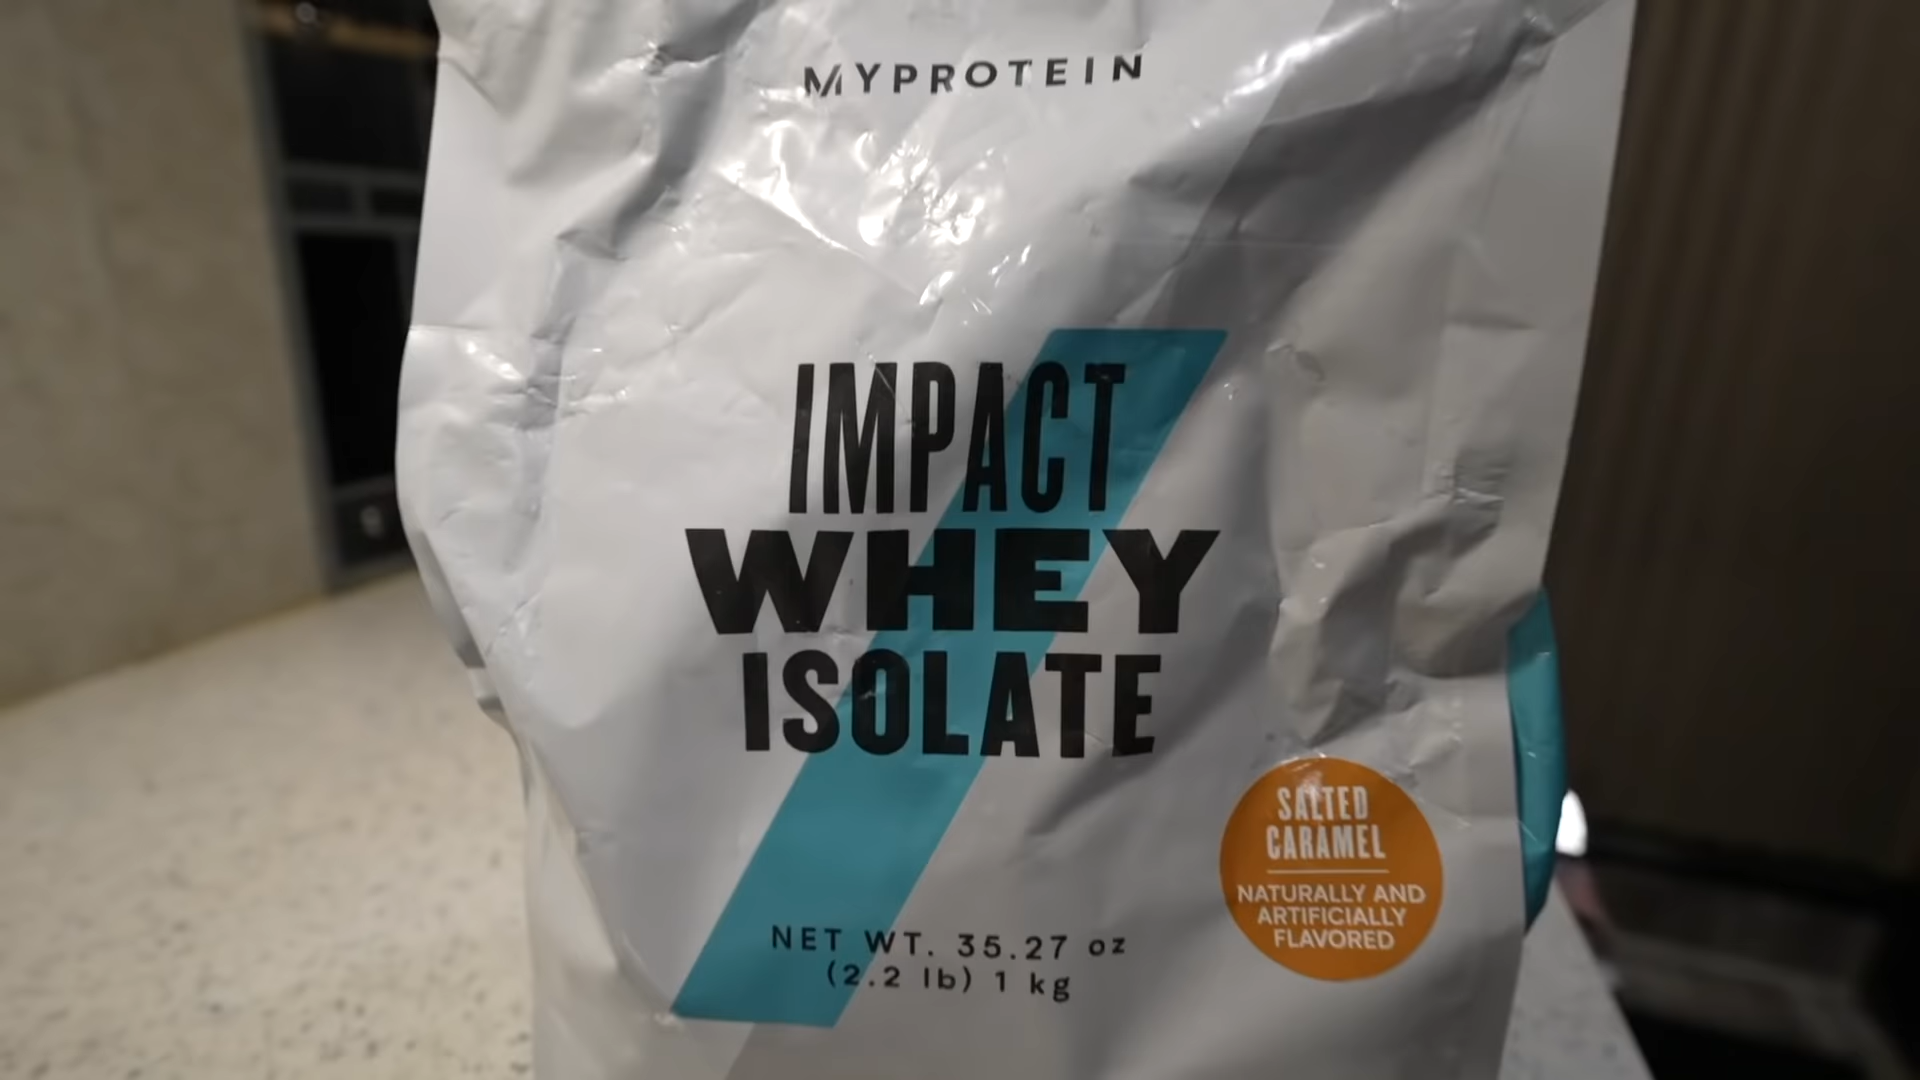 MYPROTEIN
IMPACT
WHEY
ISOLATE
SALTED
CARAMEL
NATURALLY AND
ARTIFICIALLY
FLAVORED
NET WT. 35.27 oz
(2.2 lb) 1 kg